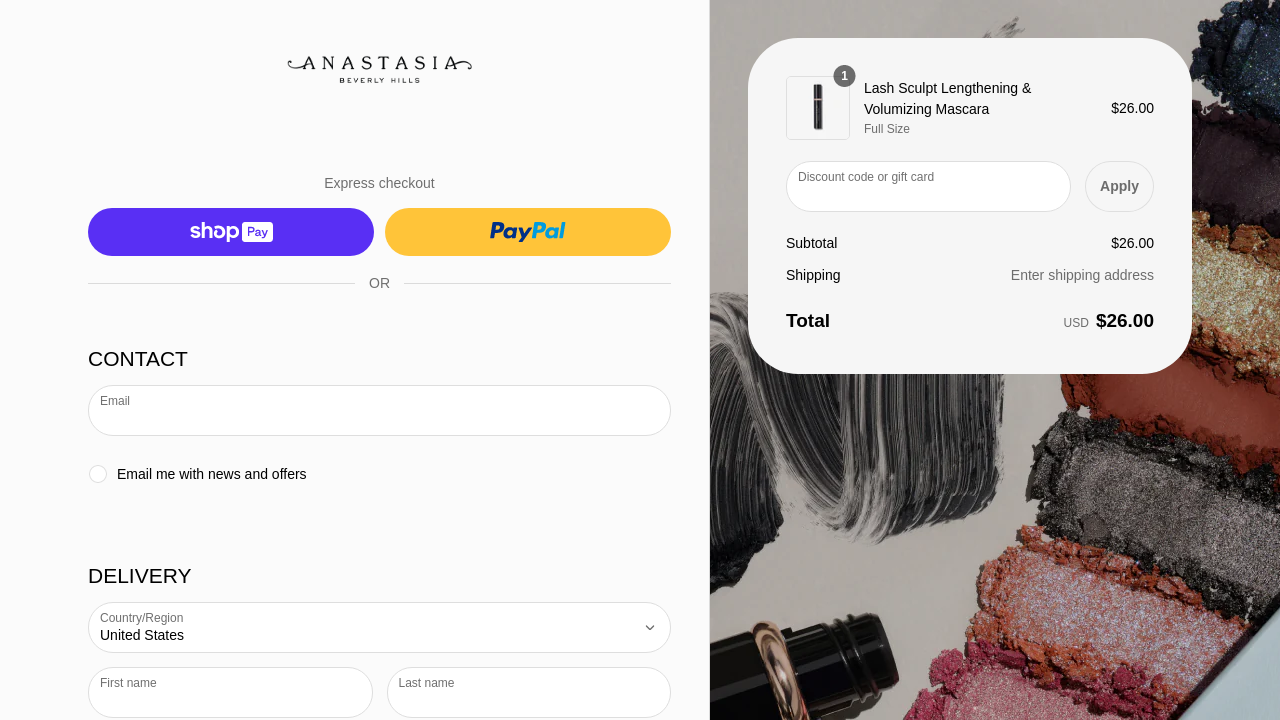 ANASTASIA
BEVERLY HILLS
Express checkout
shop Pay
PayPal
OR
CONTACT
Email
Email me with news and offers
DELIVERY
Country/Region
United States
First name
Last name
1
Lash Sculpt Lengthening &
Volumizing Mascara
Full Size
$26.00
Discount code or gift card
Apply
Subtotal
$26.00
Shipping
Enter shipping address
Total
USD $26.00